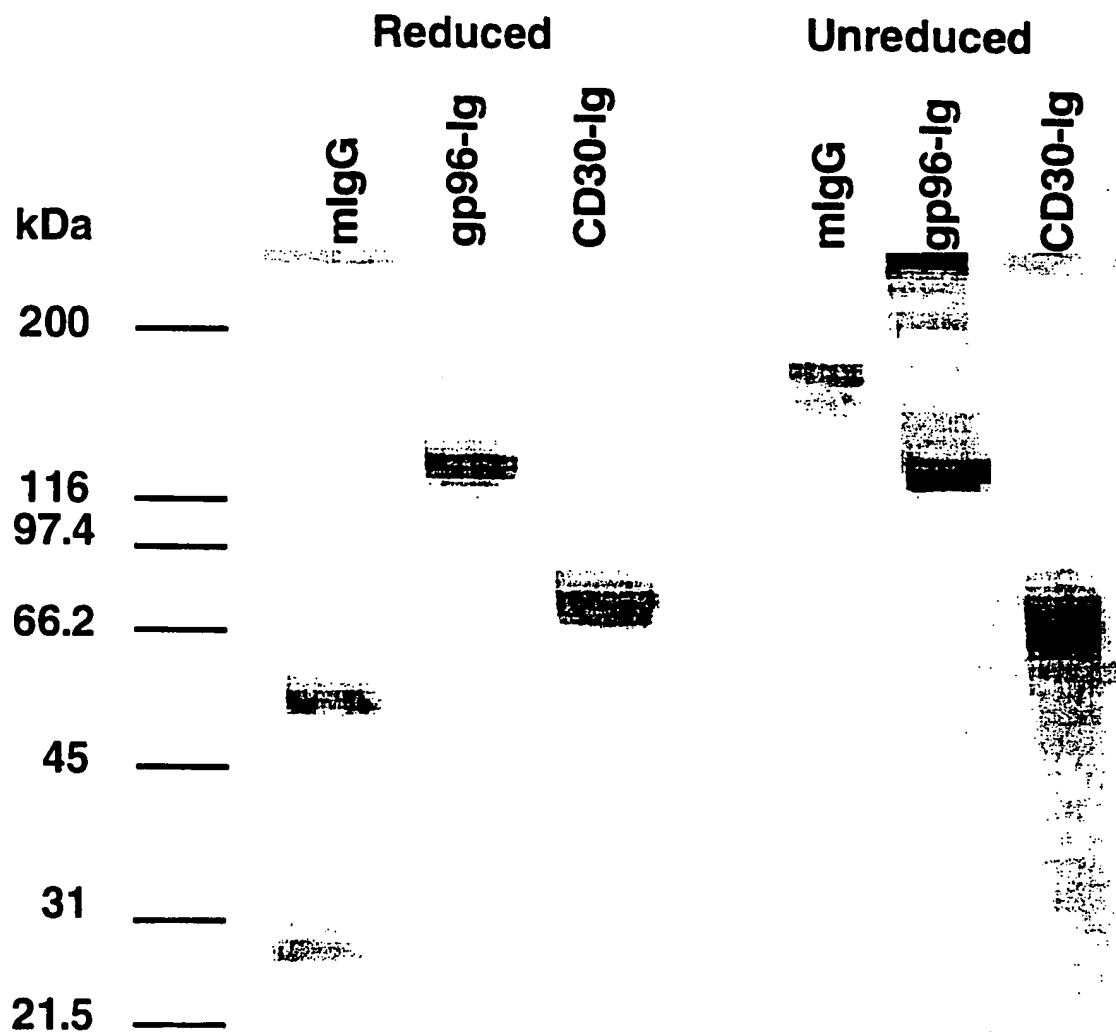 Reduced
Unreduced
mIgG
gp96-Ig
CD30-Ig
mIgG
gp96-Ig
CD30-Ig
kDa
200
116
97.4
66.2
45
31
21.5